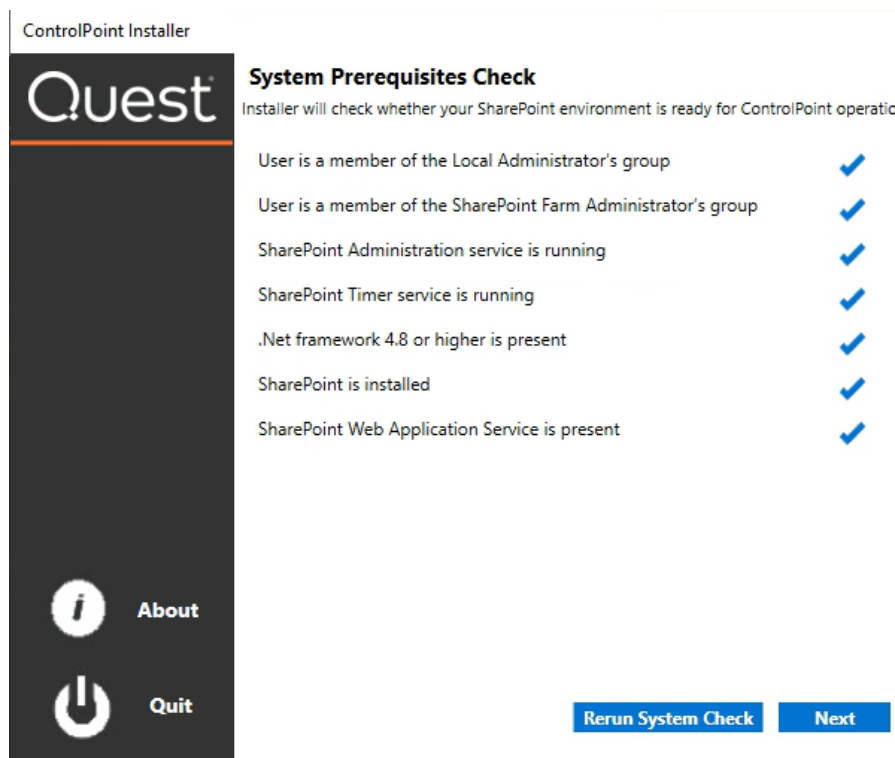 ControlPoint Installer
Quest
System Prerequisites Check
Installer will check whether your SharePoint environment is ready for ControlPoint operatio
User is a member of the Local Administrator's group
User is a member of the SharePoint Farm Administrator's group
SharePoint Administration service is running
SharePoint Timer service is running
.Net framework 4.8 or higher is present
SharePoint is installed
SharePoint Web Application Service is present
i About
Quit
Rerun System Check Next